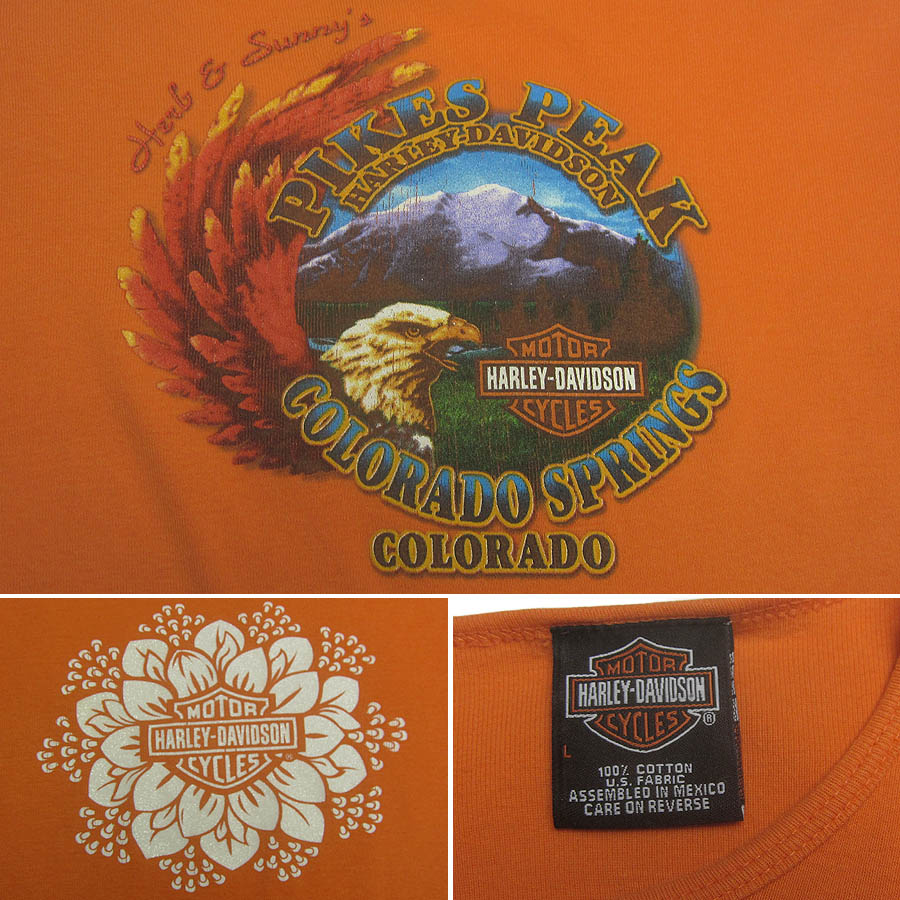 Herb & Sunny's
PIKES PEAK
HARLEY-DAVIDSON
MOTOR
HARLEY-DAVIDSON
CYCLES
COLORADO SPRINGS
COLORADO
MOTOR
HARLEY-DAVIDSON
CYCLES
®
MOTOR
HARLEY-DAVIDSON
CYCLES
®
L
100% COTTON
U.S. FABRIC
ASSEMBLED IN MEXICO
CARE ON REVERSE